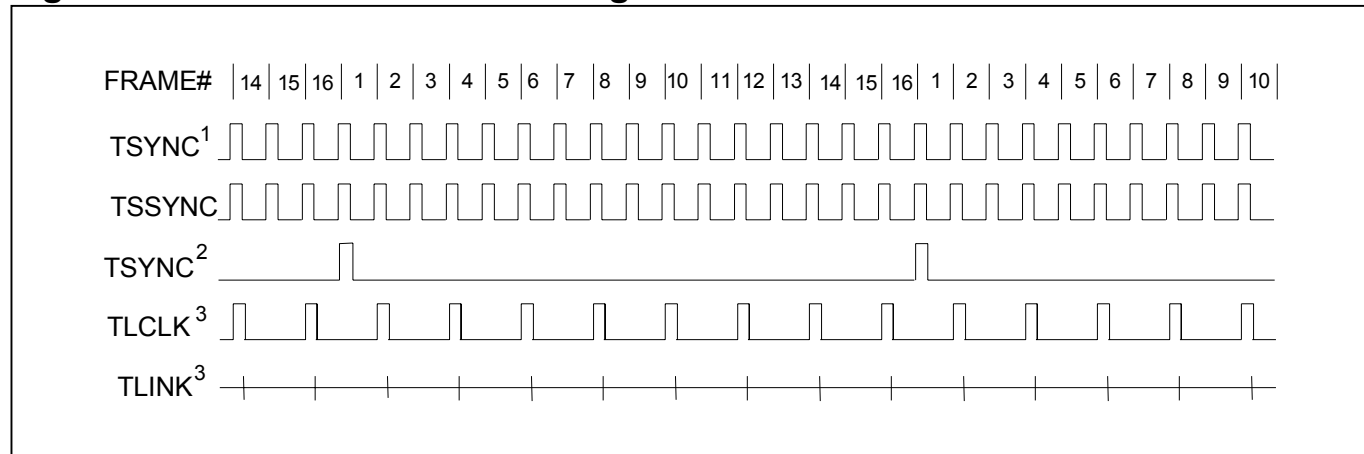 FRAME# 14 15 16 1 2 3 4 5 6 7 8 9 10 11 12 13 14 15 16 1 2 3 4 5 6 7 8 9 10
TSYNC¹
TSSYNC
TSYNC²
TLCLK³
TLINK³